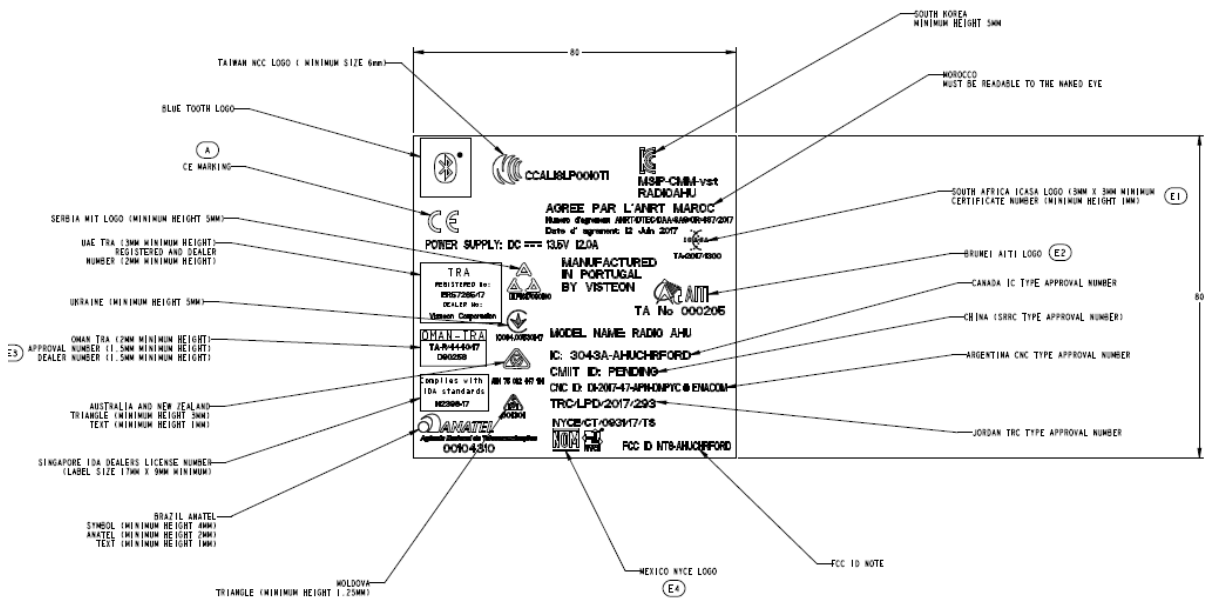 SOUTH KOREA
MINIMUM HEIGHT 5MM
80
TAIWAN NCC LOGO ( MINIMUM SIZE 6mm)
MOROCCO
MUST BE READABLE TO THE NAKED EYE
BLUE TOOTH LOGO
A
CE MARKING
SOUTH AFRICA ICASA LOGO (3MM X 3MM MINIMUM
CERTIFICATE NUMBER (MINIMUM HEIGHT 1MM)
E1
SERBIA MIT LOGO (MINIMUM HEIGHT 5MM)
UAE TRA (3MM MINIMUM HEIGHT)
REGISTERED AND DEALER
NUMBER (2MM MINIMUM HEIGHT)
BRUNEI AITI LOGO
E2
CANADA IC TYPE APPROVAL NUMBER
80
UKRAINE (MINIMUM HEIGHT 5MM)
CHINA (SRRC TYPE APPROVAL NUMBER)
OMAN TRA (2MM MINIMUM HEIGHT)
APPROVAL NUMBER (1.5MM MINIMUM HEIGHT)
DEALER NUMBER (1.5MM MINIMUM HEIGHT)
E3
ARGENTINA CNC TYPE APPROVAL NUMBER
AUSTRALIA AND NEW ZEALAND
TRIANGLE (MINIMUM HEIGHT 3MM)
TEXT (MINIMUM HEIGHT 1MM)
JORDAN TRC TYPE APPROVAL NUMBER
SINGAPORE IDA DEALERS LICENSE NUMBER
(LABEL SIZE 17MM X 9MM MINIMUM)
BRAZIL ANATEL
SYMBOL (MINIMUM HEIGHT 4MM)
ANATEL (MINIMUM HEIGHT 2MM)
TEXT (MINIMUM HEIGHT 1MM)
MOLDOVA
TRIANGLE (MINIMUM HEIGHT 1.25MM)
MEXICO NYCE LOGO
E4
FCC ID NOTE
MSIP-CMM-vst
RADIOAHU
CE
AGREE PAR L'ANRT MAROC
Date d' agrement: 12 Juin 2017
POWER SUPPLY: DC 13.5V 12.0A
TRA
REGISTERED No:
DEALER No:
Visteon Corporation
MANUFACTURED
IN PORTUGAL
BY VISTEON
AITI
TA No 000205
OMAN-TRA
D90258
MODEL NAME: RADIO AHU
IC: 3043A-AHUCHRFORD
CMIIT ID: PENDING
Complies with
IDA standards
TRC/LPD/2017/293
NYCE/CT/0931/17/TS
ANATEL
Agência Nacional de Telecomunicações
00104310
NOM
NYCE
FCC ID NT8-AHUCHRFORD